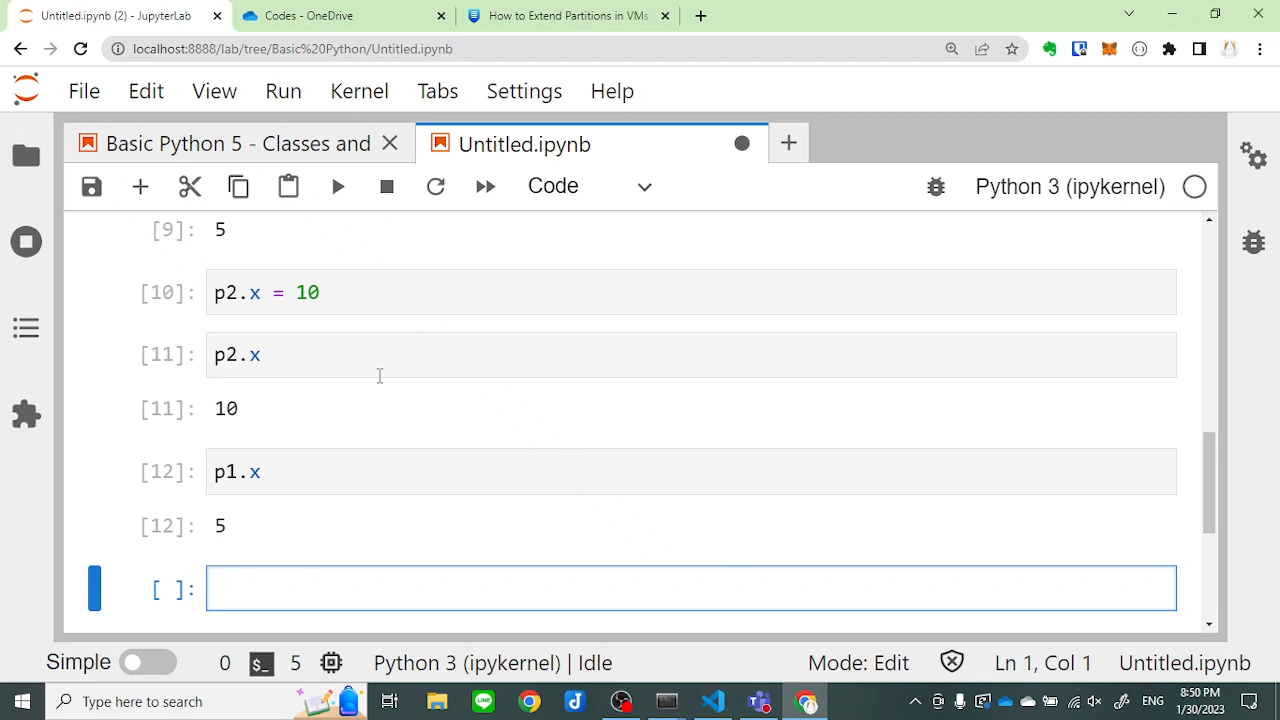 Untitled.ipynb (2) - JupyterLab
Codes - OneDrive
How to Extend Partitions in VMs
localhost:8888/lab/tree/Basic%20Python/Untitled.ipynb
File Edit View Run Kernel Tabs Settings Help
Basic Python 5 - Classes and
Untitled.ipynb
Code
Python 3 (ipykernel)
[9]: 5
[10]: p2.x = 10
[11]: p2.x
[11]: 10
[12]: p1.x
[12]: 5
[ ]:
Simple 0 5 Python 3 (ipykernel) | Idle Mode: Edit Ln 1, Col 1 Untitled.ipynb
Type here to search
ENG
8:50 PM
1/30/2023